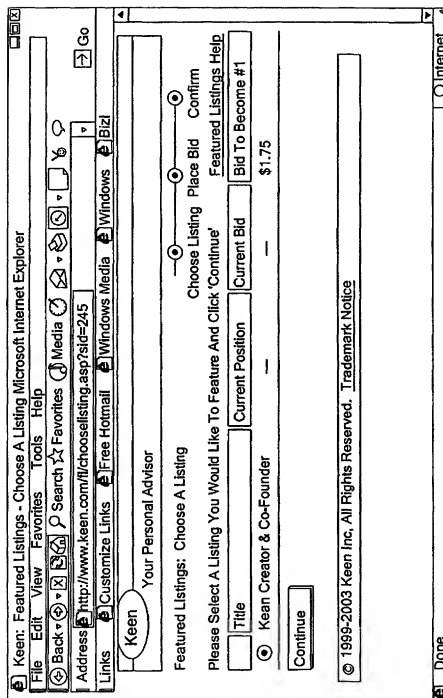 Keen: Featured Listings - Choose A Listing Microsoft Internet Explorer
File Edit View Favorites Tools Help
Back Search Favorites Media
Address http://www.keen.com/fl/chooselisting.asp?sid=245 Go
Links Customize Links Free Hotmail Windows Media Windows Bizl
Keen
Your Personal Advisor
Choose Listing Place Bid Confirm
Featured Listings: Choose A Listing
Please Select A Listing You Would Like To Feature And Click 'Continue' Featured Listings Help
Title Current Position Current Bid Bid To Become #1
Kean Creator & Co-Founder — — $1.75
Continue
© 1999-2003 Keen Inc, All Rights Reserved. Trademark Notice
Done Internet